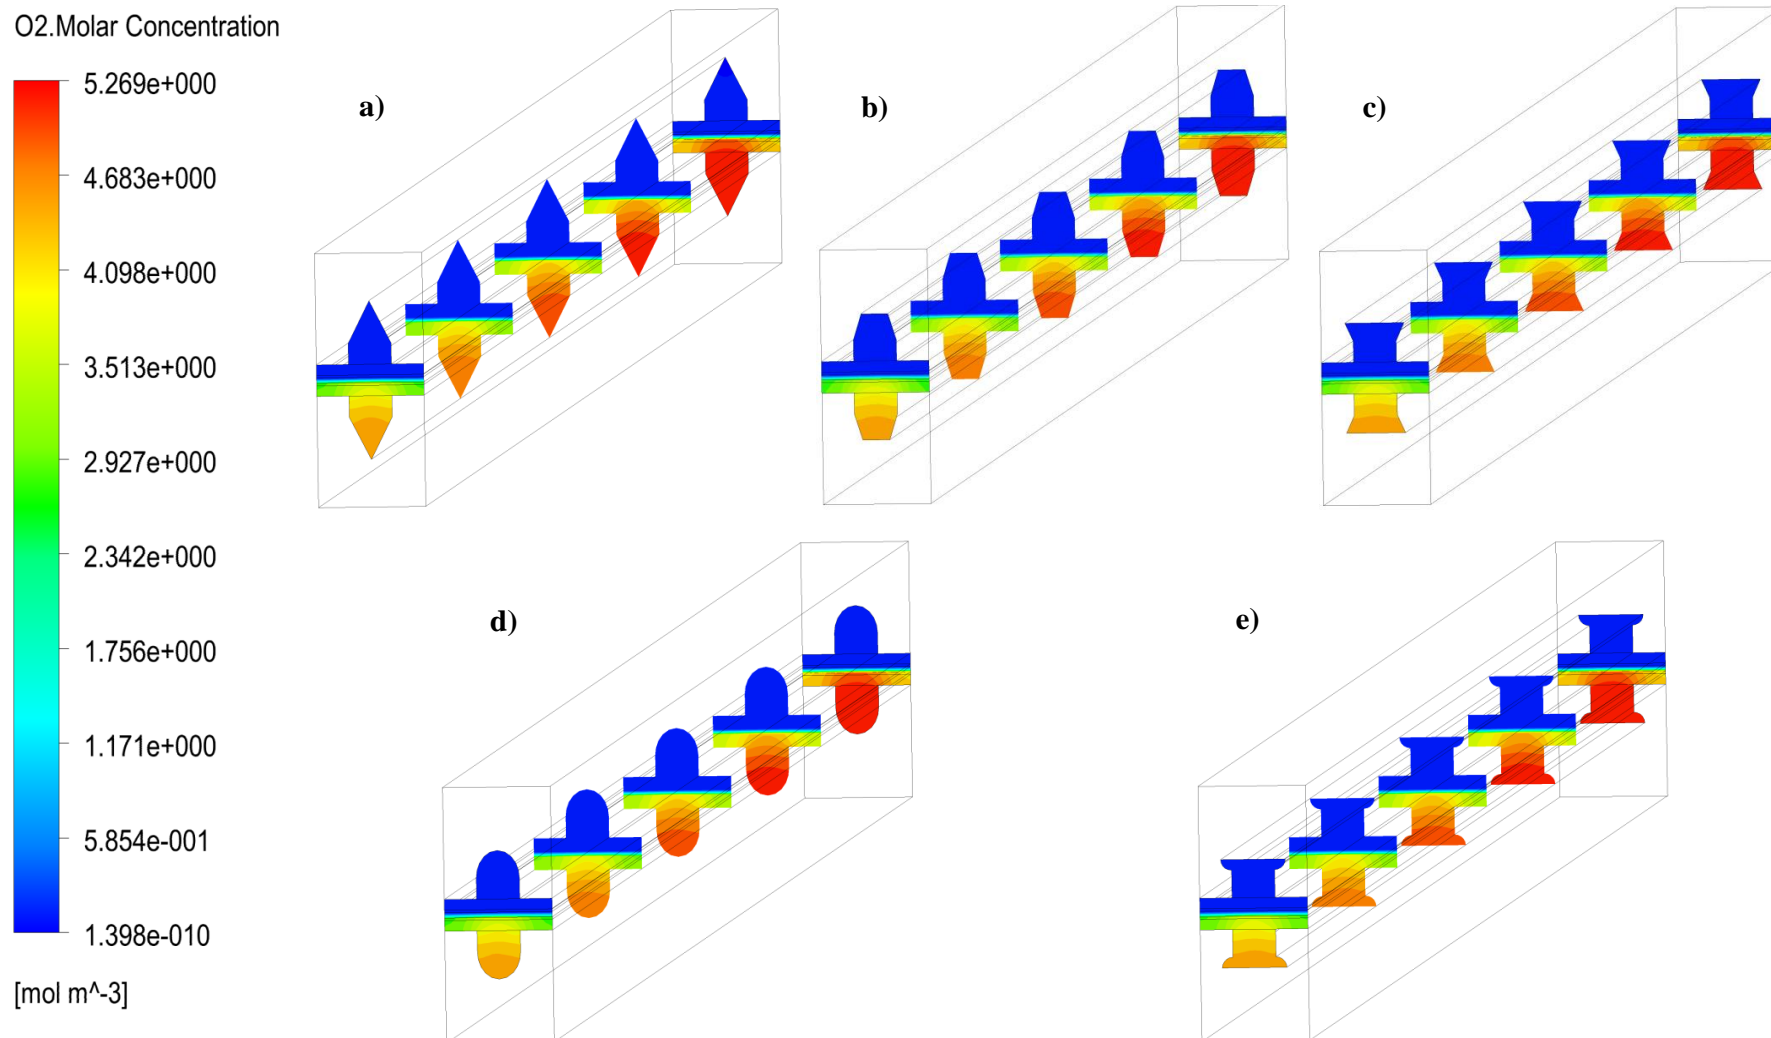 O2.Molar Concentration
5.269e+000
4.683e+000
4.098e+000
3.513e+000
2.927e+000
2.342e+000
1.756e+000
1.171e+000
5.854e-001
1.398e-010
[mol m^-3]
a)
b)
c)
d)
e)